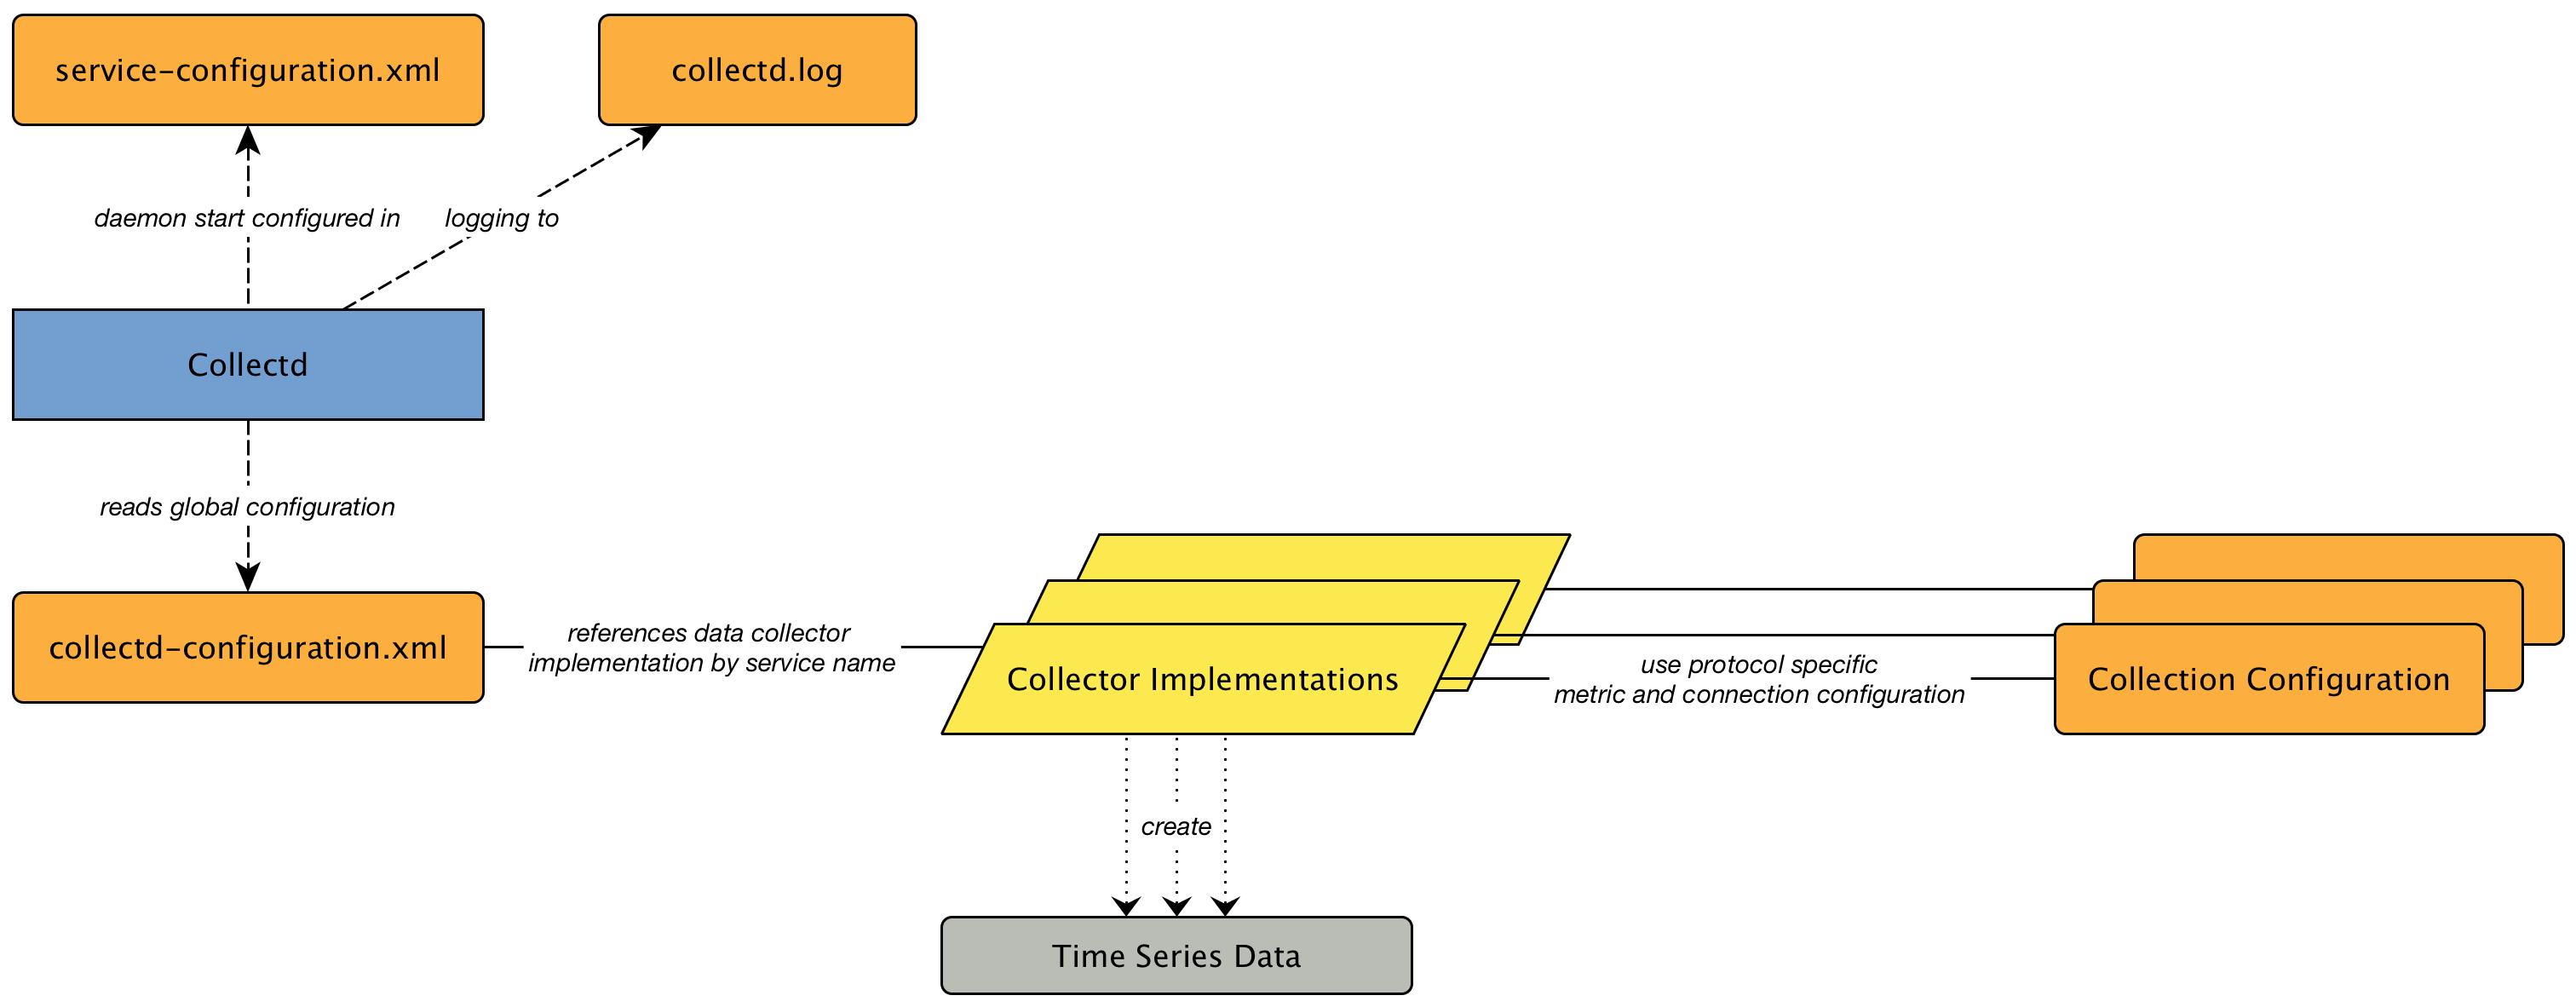 service-configuration.xml
collectd.log
daemon start configured in
logging to
Collectd
reads global configuration
collectd-configuration.xml
references data collector
implementation by service name
Collector Implementations
use protocol specific
metric and connection configuration
Collection Configuration
create
Time Series Data